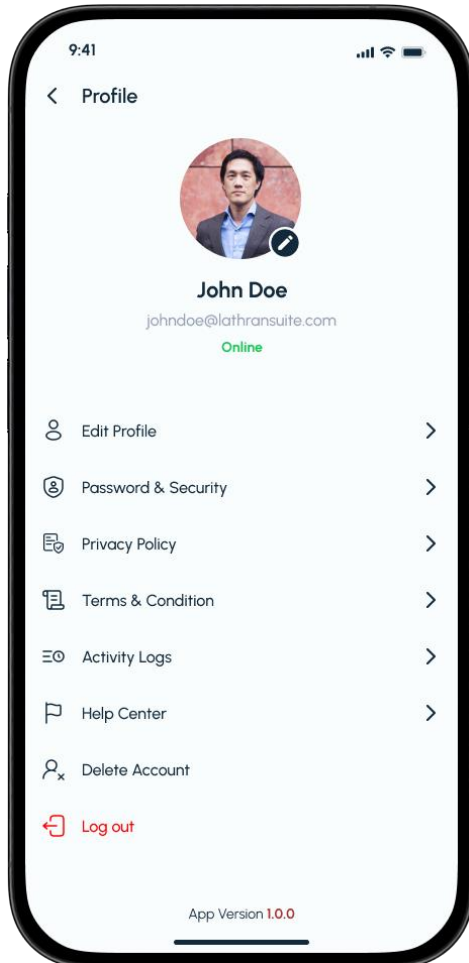 9:41
Profile
John Doe
johndoe@lathransuite.com
Online
Edit Profile
Password & Security
Privacy Policy
Terms & Condition
Activity Logs
Help Center
Delete Account
Log out
App Version 1.0.0